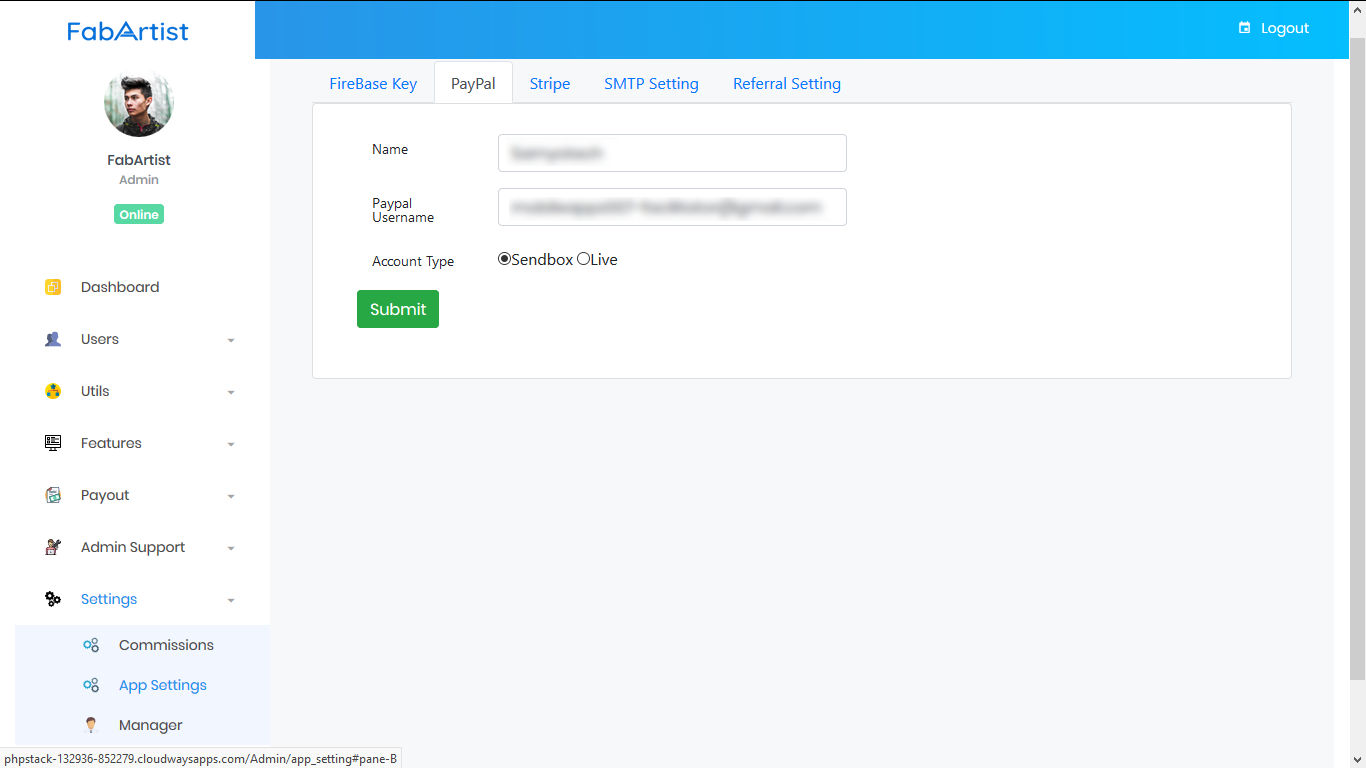 FabArtist
Logout
FabArtist
Admin
Online
Dashboard
Users
Utils
Features
Payout
Admin Support
Settings
Commissions
App Settings
Manager
FireBase Key PayPal Stripe SMTP Setting Referral Setting
Name
Paypal
Username
Account Type Sendbox Live
Submit
phpstack-132936-852279.cloudwaysapps.com/Admin/app_setting#pane-B